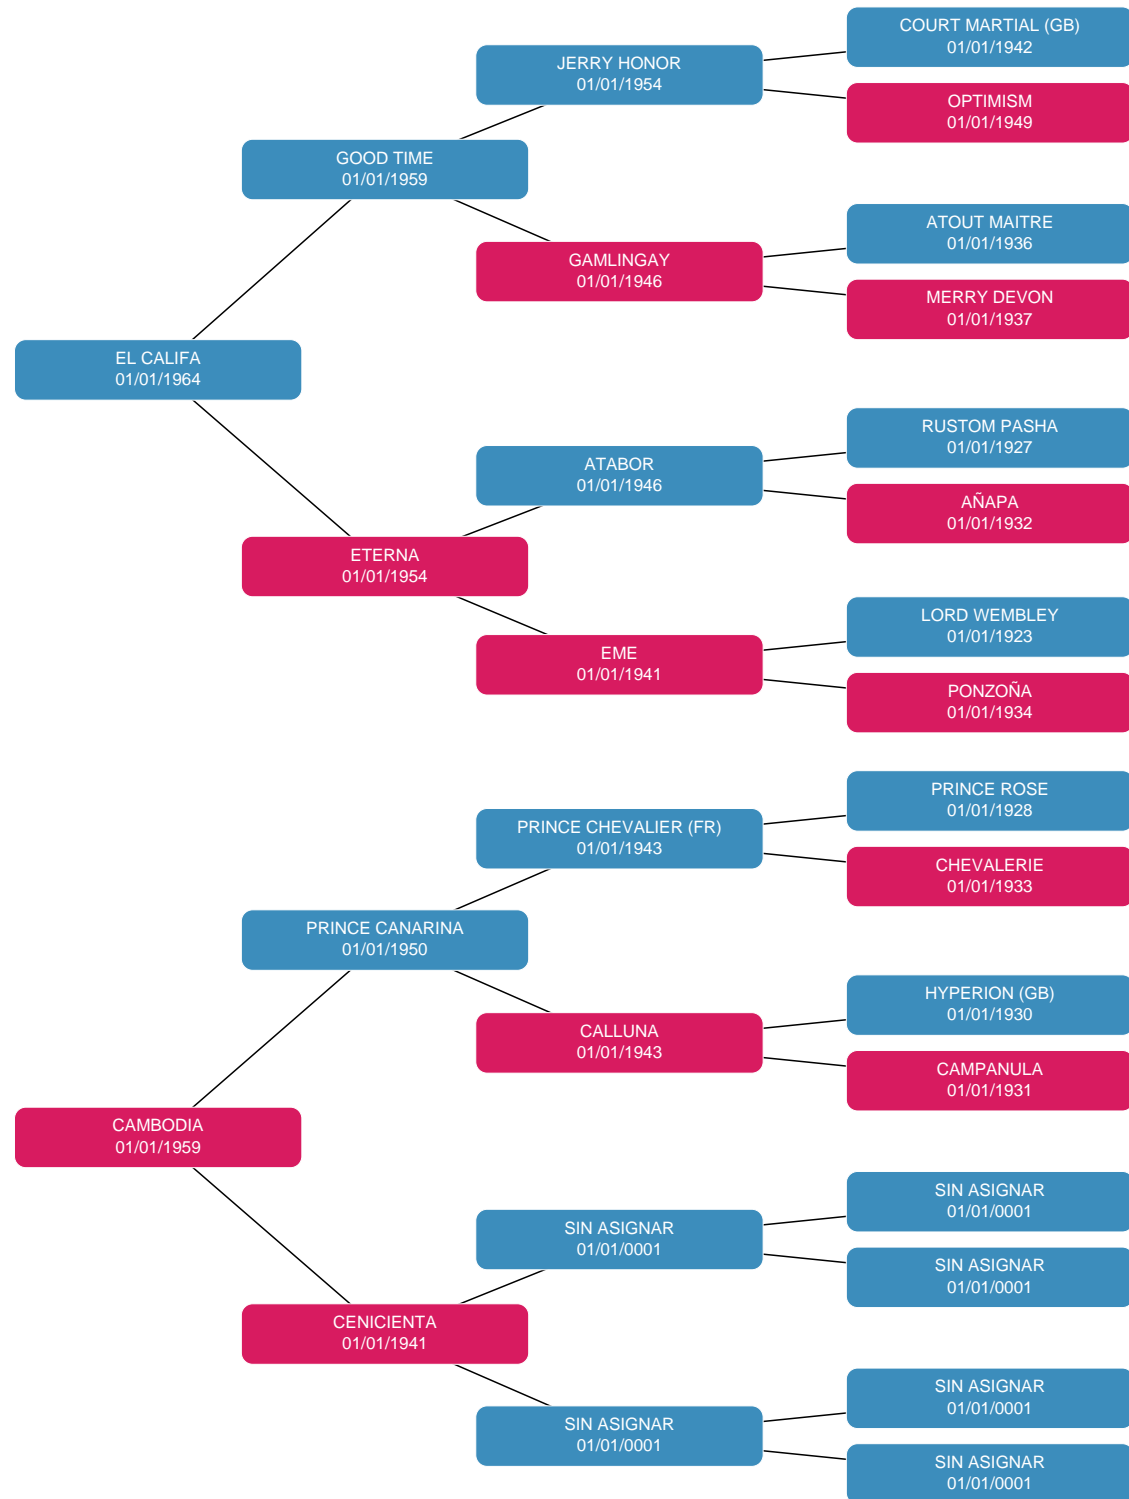 COURT MARTIAL (GB)
01/01/1942
JERRY HONOR
01/01/1954
OPTIMISM
01/01/1949
GOOD TIME
01/01/1959
ATOUT MAITRE
01/01/1936
GAMLINGAY
01/01/1946
MERRY DEVON
01/01/1937
EL CALIFA
01/01/1964
RUSTOM PASHA
01/01/1927
ATABOR
01/01/1946
AÑAPA
01/01/1932
ETERNA
01/01/1954
LORD WEMBLEY
01/01/1923
EME
01/01/1941
PONZOÑA
01/01/1934
PRINCE ROSE
01/01/1928
PRINCE CHEVALIER (FR)
01/01/1943
CHEVALERIE
01/01/1933
PRINCE CANARINA
01/01/1950
HYPERION (GB)
01/01/1930
CALLUNA
01/01/1943
CAMPANULA
01/01/1931
CAMBODIA
01/01/1959
SIN ASIGNAR
01/01/0001
SIN ASIGNAR
01/01/0001
SIN ASIGNAR
01/01/0001
CENICIENTA
01/01/1941
SIN ASIGNAR
01/01/0001
SIN ASIGNAR
01/01/0001
SIN ASIGNAR
01/01/0001